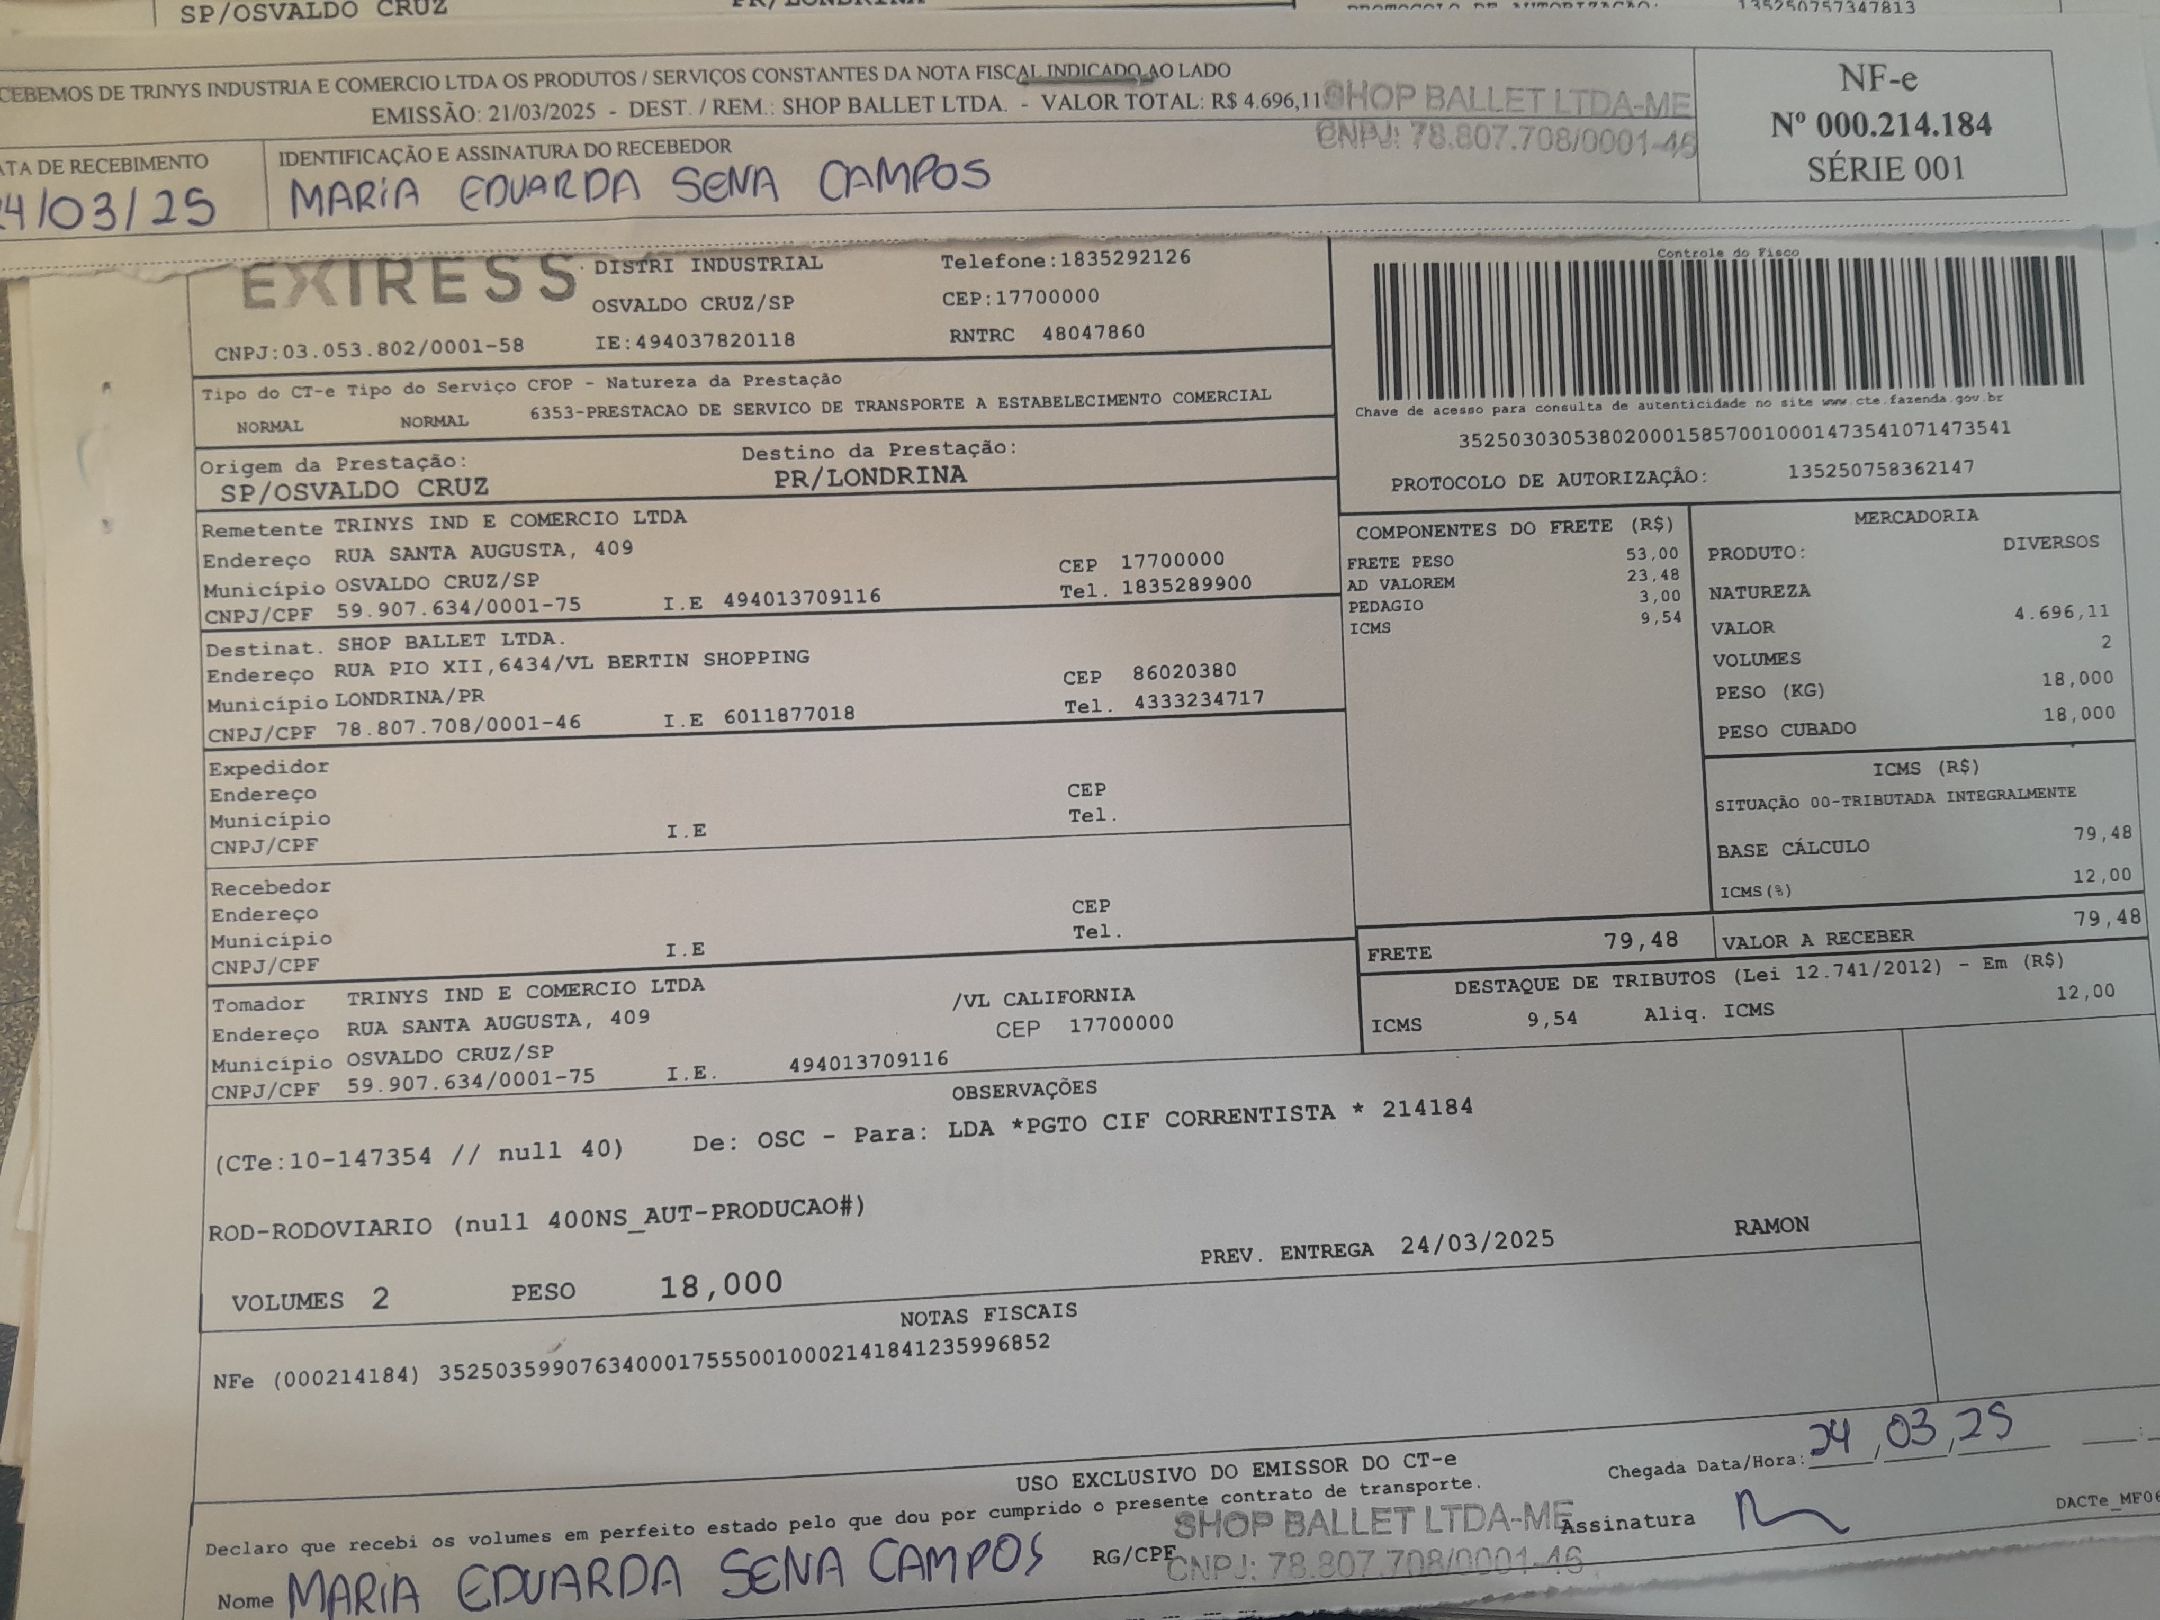 SP/OSVALDO CRUZ
135250757347813
CEBEMOS DE TRINYS INDUSTRIA E COMERCIO LTDA OS PRODUTOS / SERVIÇOS CONSTANTES DA NOTA FISCAL INDICADO AO LADO
EMISSÃO: 21/03/2025 - DEST. / REM.: SHOP BALLET LTDA. - VALOR TOTAL: R$ 4.696,11
SHOP BALLET LTDA-ME
CNPJ: 78.807.708/0001-46
NF-e
Nº 000.214.184
SÉRIE 001
ATA DE RECEBIMENTO
24/03/25
IDENTIFICAÇÃO E ASSINATURA DO RECEBEDOR
MARIA EDUARDA SENA CAMPOS
DISTRI INDUSTRIAL Telefone:1835292126
OSVALDO CRUZ/SP CEP:17700000
CNPJ:03.053.802/0001-58 IE:494037820118 RNTRC 48047860
Controle do Fisco
Chave de acesso para consulta de autenticidade no site www.cte.fazenda.gov.br
35250303053802000158570010001473541071473541
PROTOCOLO DE AUTORIZAÇÃO: 135250758362147
Tipo do CT-e Tipo do Serviço CFOP - Natureza da Prestação
NORMAL NORMAL 6353-PRESTACAO DE SERVICO DE TRANSPORTE A ESTABELECIMENTO COMERCIAL
Origem da Prestação: Destino da Prestação:
SP/OSVALDO CRUZ PR/LONDRINA
Remetente TRINYS IND E COMERCIO LTDA
Endereço RUA SANTA AUGUSTA, 409 CEP 17700000
Município OSVALDO CRUZ/SP Tel. 1835289900
CNPJ/CPF 59.907.634/0001-75 I.E 494013709116
Destinat. SHOP BALLET LTDA.
Endereço RUA PIO XII,6434/VL BERTIN SHOPPING CEP 86020380
Município LONDRINA/PR Tel. 4333234717
CNPJ/CPF 78.807.708/0001-46 I.E 6011877018
Expedidor
Endereço CEP
Município Tel.
CNPJ/CPF I.E
Recebedor
Endereço CEP
Município Tel.
CNPJ/CPF I.E
Tomador TRINYS IND E COMERCIO LTDA /VL CALIFORNIA
Endereço RUA SANTA AUGUSTA, 409 CEP 17700000
Município OSVALDO CRUZ/SP
CNPJ/CPF 59.907.634/0001-75 I.E. 494013709116
COMPONENTES DO FRETE (R$)
FRETE PESO 53,00
AD VALOREM 23,48
PEDAGIO 3,00
ICMS 9,54
MERCADORIA
PRODUTO: DIVERSOS
NATUREZA
VALOR 4.696,11
VOLUMES 2
PESO (KG) 18,000
PESO CUBADO 18,000
ICMS (R$)
SITUAÇÃO 00-TRIBUTADA INTEGRALMENTE
BASE CÁLCULO 79,48
ICMS(%) 12,00
FRETE 79,48 VALOR A RECEBER 79,48
DESTAQUE DE TRIBUTOS (Lei 12.741/2012) - Em (R$)
ICMS 9,54 Aliq. ICMS 12,00
OBSERVAÇÕES
(CTe:10-147354 // null 40) De: OSC - Para: LDA *PGTO CIF CORRENTISTA * 214184
ROD-RODOVIARIO (null 400NS_AUT-PRODUCAO#)
PREV. ENTREGA 24/03/2025 RAMON
VOLUMES 2 PESO 18,000
NOTAS FISCAIS
NFe (000214184) 35250359907634000175550010002141841235996852
USO EXCLUSIVO DO EMISSOR DO CT-e
Chegada Data/Hora: 24,03,25
Declaro que recebi os volumes em perfeito estado pelo que dou por cumprido o presente contrato de transporte.
SHOP BALLET LTDA-ME
Assinatura
DACTe_MF06
Nome MARIA EDUARDA SENA CAMPOS RG/CPF
CNPJ: 78.807.708/0001-46